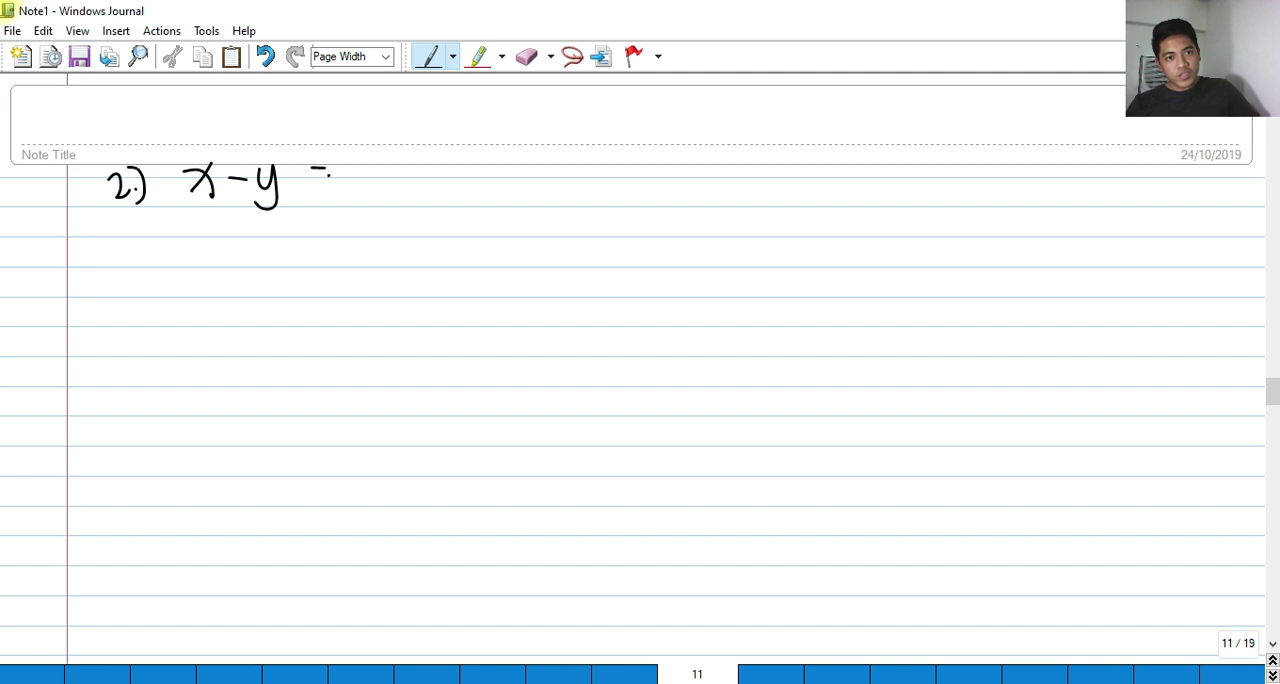 Note1 - Windows Journal
File Edit View Insert Actions Tools Help
Page Width
Note Title
24/10/2019
2.) x - y =
11 / 19
11